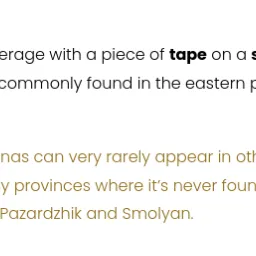 erage with a piece of tape on a s
commonly found in the eastern p
nas can very rarely appear in oth
y provinces where it's never foun
Pazardzhik and Smolyan.